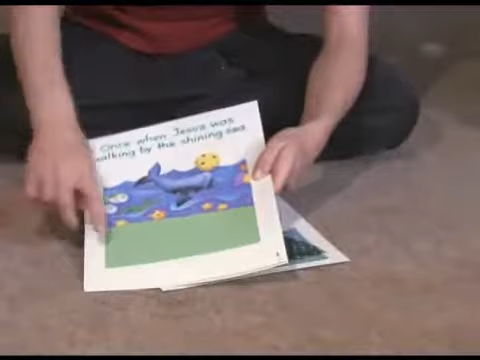 Once when Jesus was
walking by the shining sea.